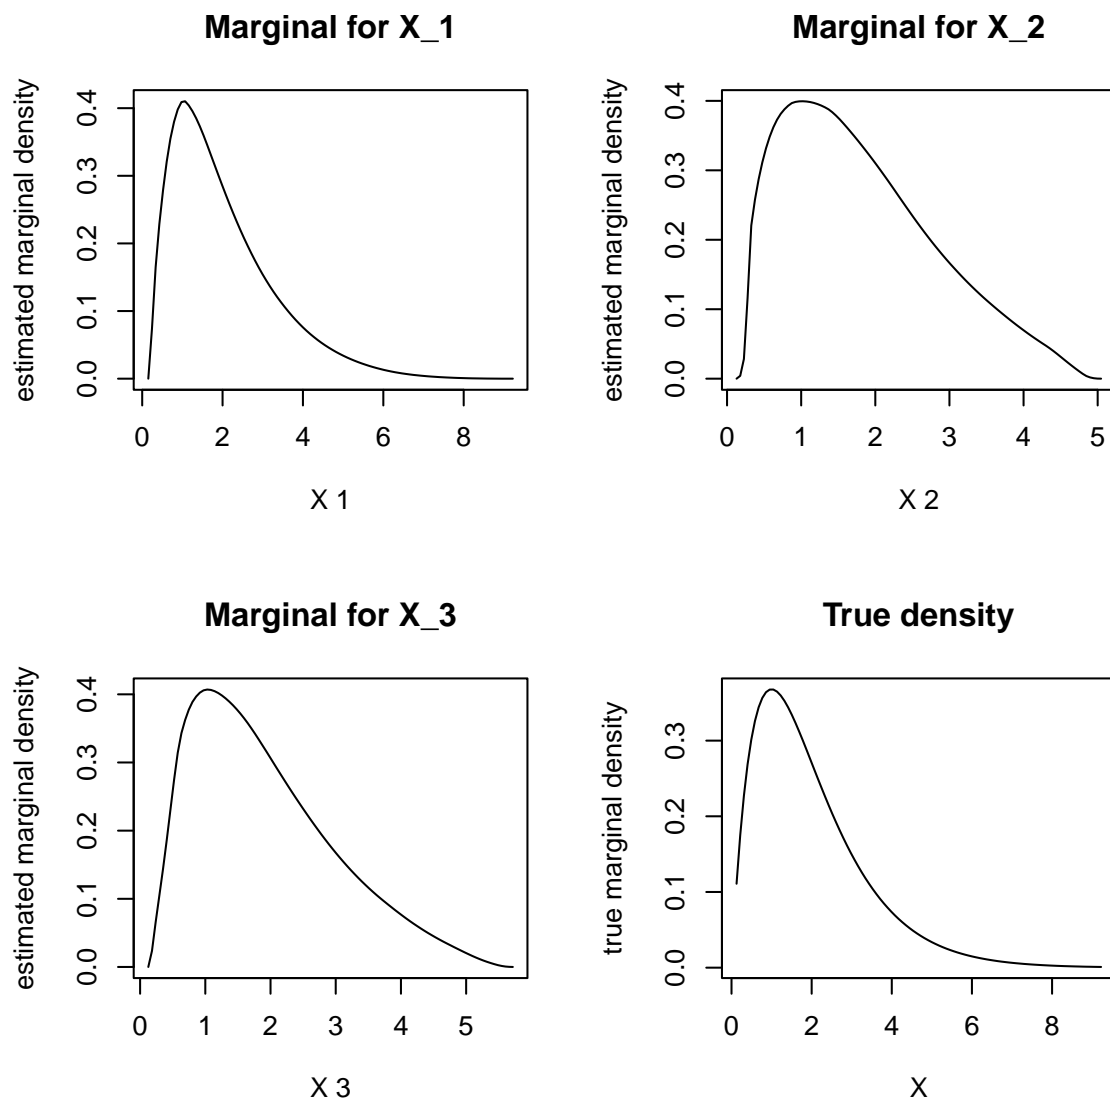 Marginal for X_1
estimated marginal density
0.0 0.1 0.2 0.3 0.4
0 2 4 6 8
X 1
Marginal for X_2
estimated marginal density
0.0 0.1 0.2 0.3 0.4
0 1 2 3 4 5
X 2
Marginal for X_3
estimated marginal density
0.0 0.1 0.2 0.3 0.4
0 1 2 3 4 5
X 3
True density
true marginal density
0.0 0.1 0.2 0.3
0 2 4 6 8
X